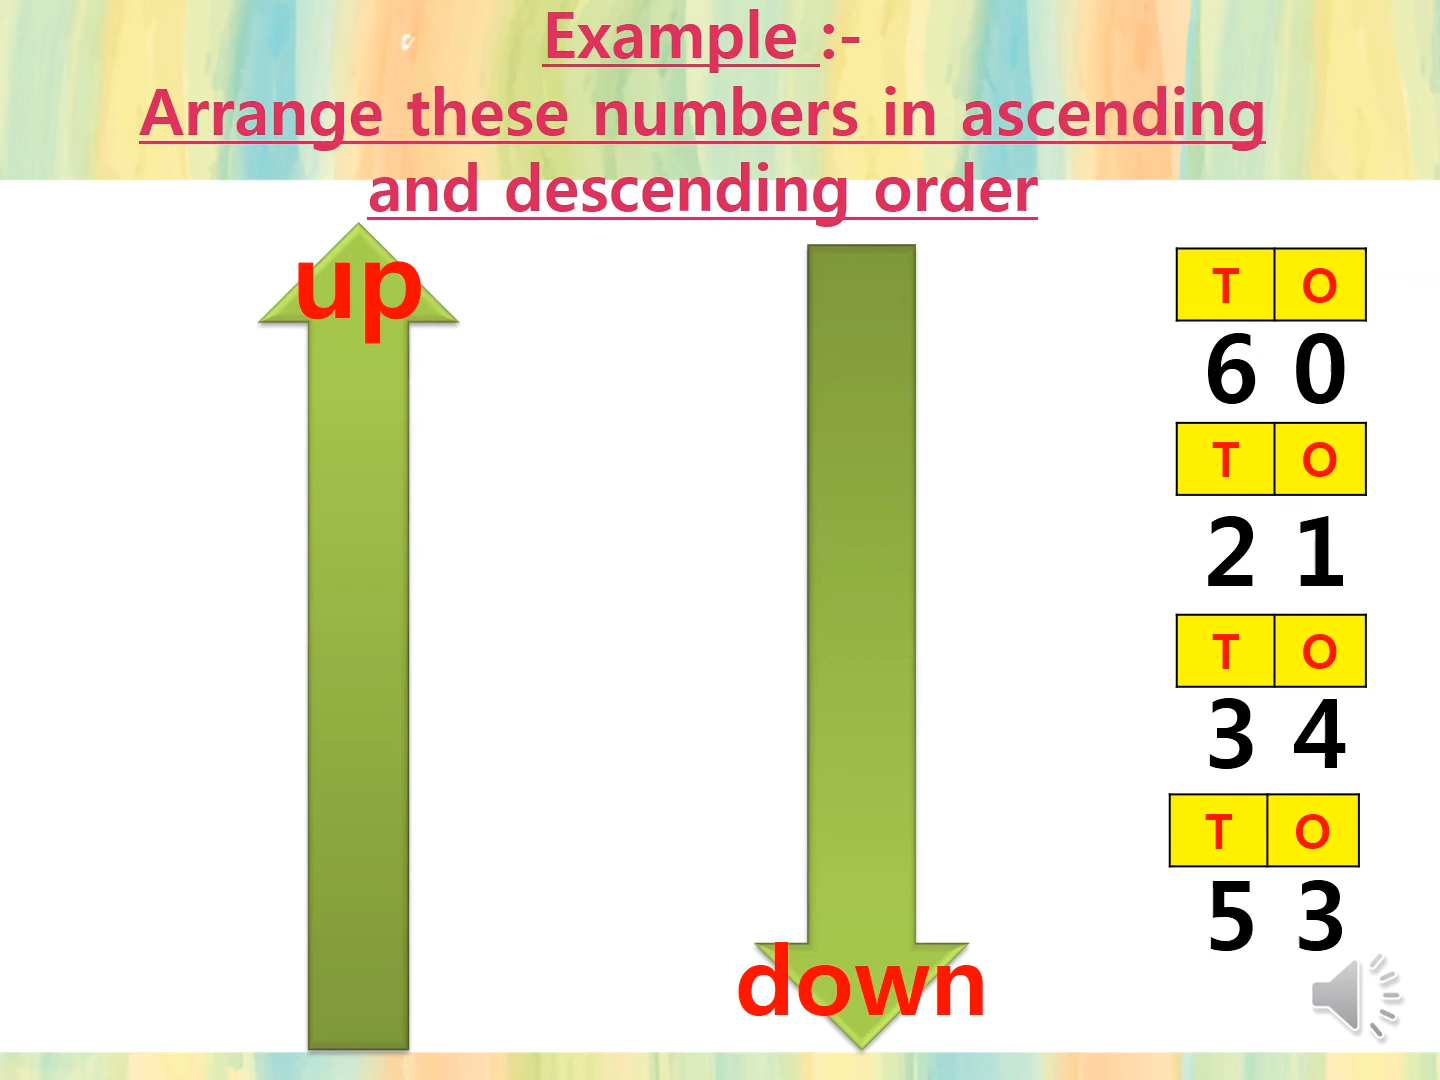 Example :-
Arrange these numbers in ascending
and descending order
up
down
T O
6 0
T O
2 1
T O
3 4
T O
5 3